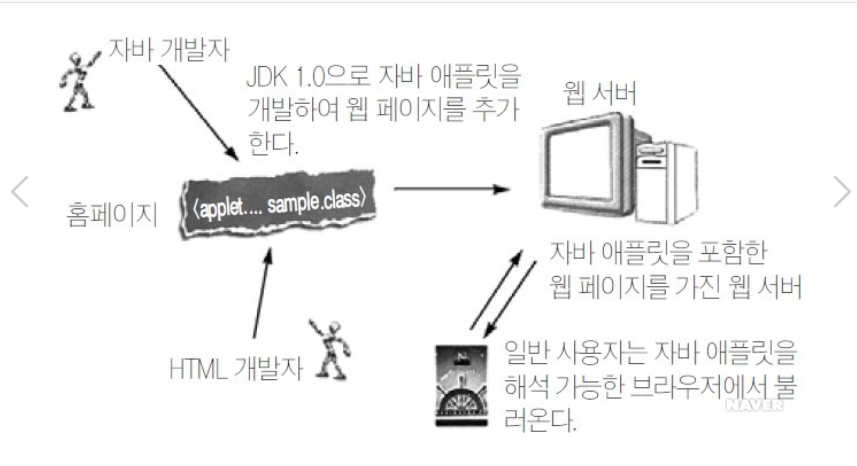 자바 개발자
JDK 1.0으로 자바 애플릿을
개발하여 웹 페이지를 추가
한다.
웹 서버
홈페이지
〈applet.... sample.class〉
자바 애플릿을 포함한
웹 페이지를 가진 웹 서버
HTML 개발자
일반 사용자는 자바 애플릿을
해석 가능한 브라우저에서 불
러온다.
NAVER